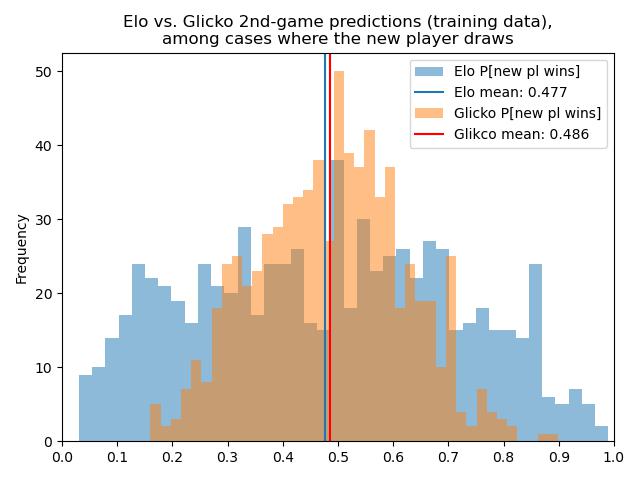 Elo vs. Glicko 2nd-game predictions (training data),
among cases where the new player draws
Elo P[new pl wins]
Elo mean: 0.477
Glicko P[new pl wins]
Glikco mean: 0.486
Frequency
50
40
30
20
10
0
0.0 0.1 0.2 0.3 0.4 0.5 0.6 0.7 0.8 0.9 1.0